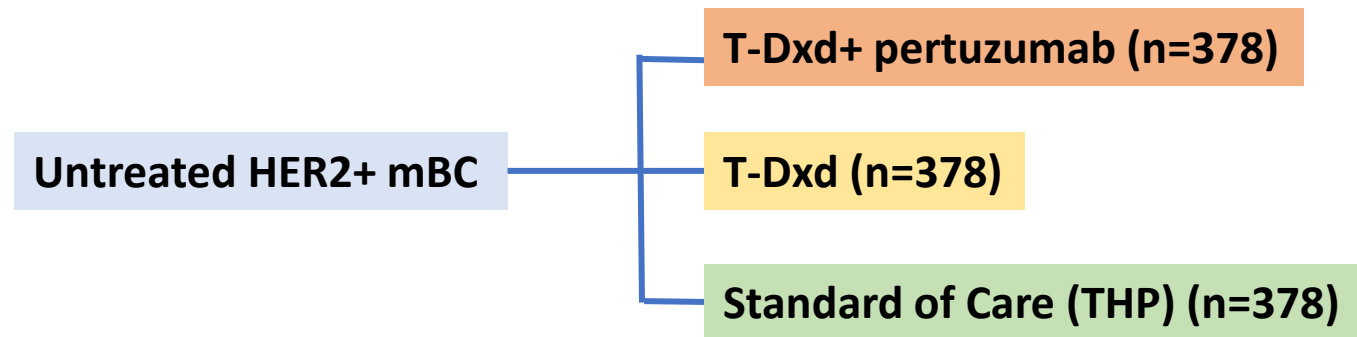 T-Dxd+ pertuzumab (n=378)
Untreated HER2+ mBC
T-Dxd (n=378)
Standard of Care (THP) (n=378)